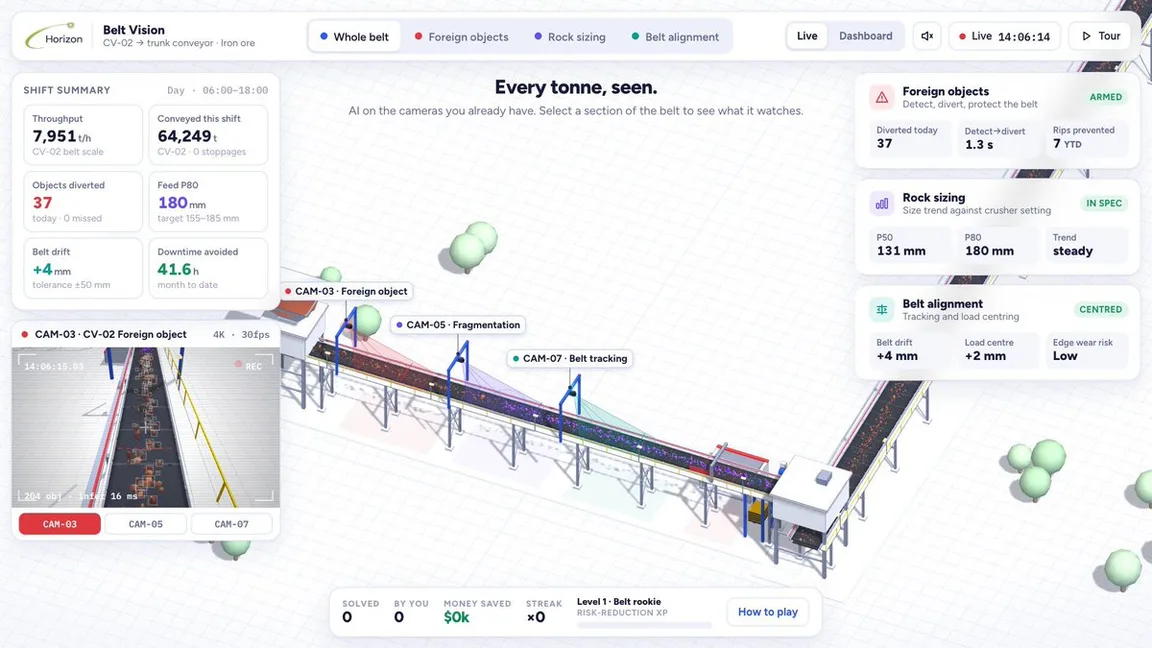 Horizon
Belt Vision
CV-02 → trunk conveyor · Iron ore
Whole belt
Foreign objects
Rock sizing
Belt alignment
Live
Dashboard
Live 14:06:14
Tour
SHIFT SUMMARY
Day · 06:00–18:00
Throughput
7,951 t/h
CV-02 belt scale
Conveyed this shift
64,249 t
CV-02 · 0 stoppages
Objects diverted
37
today · 0 missed
Feed P80
180 mm
target 155–185 mm
Belt drift
+4 mm
tolerance ±50 mm
Downtime avoided
41.6 h
month to date
Every tonne, seen.
AI on the cameras you already have. Select a section of the belt to see what it watches.
Foreign objects
Detect, divert, protect the belt
ARMED
Diverted today
37
Detect→divert
1.3 s
Rips prevented
7 YTD
Rock sizing
Size trend against crusher setting
IN SPEC
P50
131 mm
P80
180 mm
Trend
steady
Belt alignment
Tracking and load centring
CENTRED
Belt drift
+4 mm
Load centre
+2 mm
Edge wear risk
Low
CAM-03 · Foreign object
CAM-05 · Fragmentation
CAM-07 · Belt tracking
CAM-03 · CV-02 Foreign object
4K · 30fps
14:06:15.03
REC
204 obj · infer 16 ms
CAM-03
CAM-05
CAM-07
SOLVED
0
BY YOU
0
MONEY SAVED
$0k
STREAK
×0
Level 1 · Belt rookie
RISK-REDUCTION XP
How to play